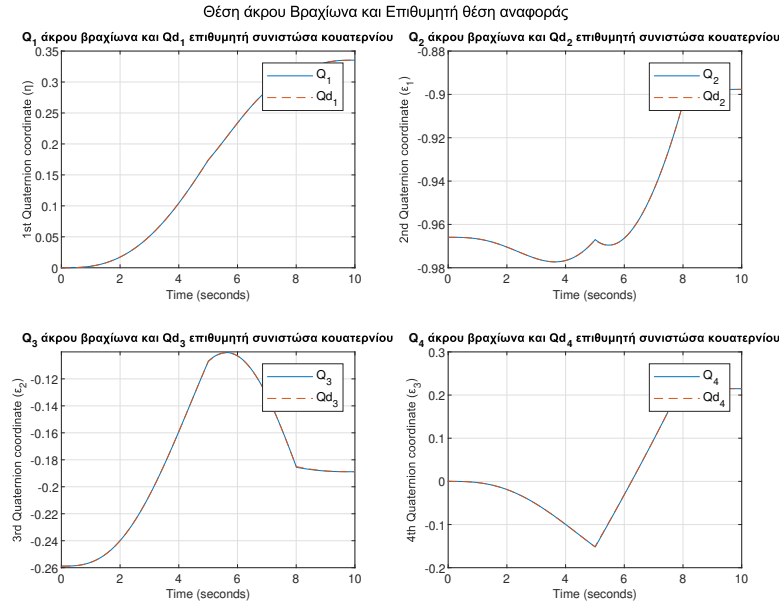 Θέση άκρου Βραχίωνα και Επιθυμητή θέση αναφοράς
Q1 άκρου βραχίωνα και Qd1 επιθυμητή συνιστώσα κουατερνίου
1st Quaternion coordinate (η)
0.35
0.3
0.25
0.2
0.15
0.1
0.05
0
0 2 4 6 8 10
Time (seconds)
Q1
Qd1
Q2 άκρου βραχίωνα και Qd2 επιθυμητή συνιστώσα κουατερνίου
2nd Quaternion coordinate (ε1)
-0.88
-0.9
-0.92
-0.94
-0.96
-0.98
0 2 4 6 8 10
Time (seconds)
Q2
Qd2
Q3 άκρου βραχίωνα και Qd3 επιθυμητή συνιστώσα κουατερνίου
3rd Quaternion coordinate (ε2)
-0.12
-0.14
-0.16
-0.18
-0.2
-0.22
-0.24
-0.26
0 2 4 6 8 10
Time (seconds)
Q3
Qd3
Q4 άκρου βραχίωνα και Qd4 επιθυμητή συνιστώσα κουατερνίου
4th Quaternion coordinate (ε3)
0.3
0.2
0.1
0
-0.1
-0.2
0 2 4 6 8 10
Time (seconds)
Q4
Qd4